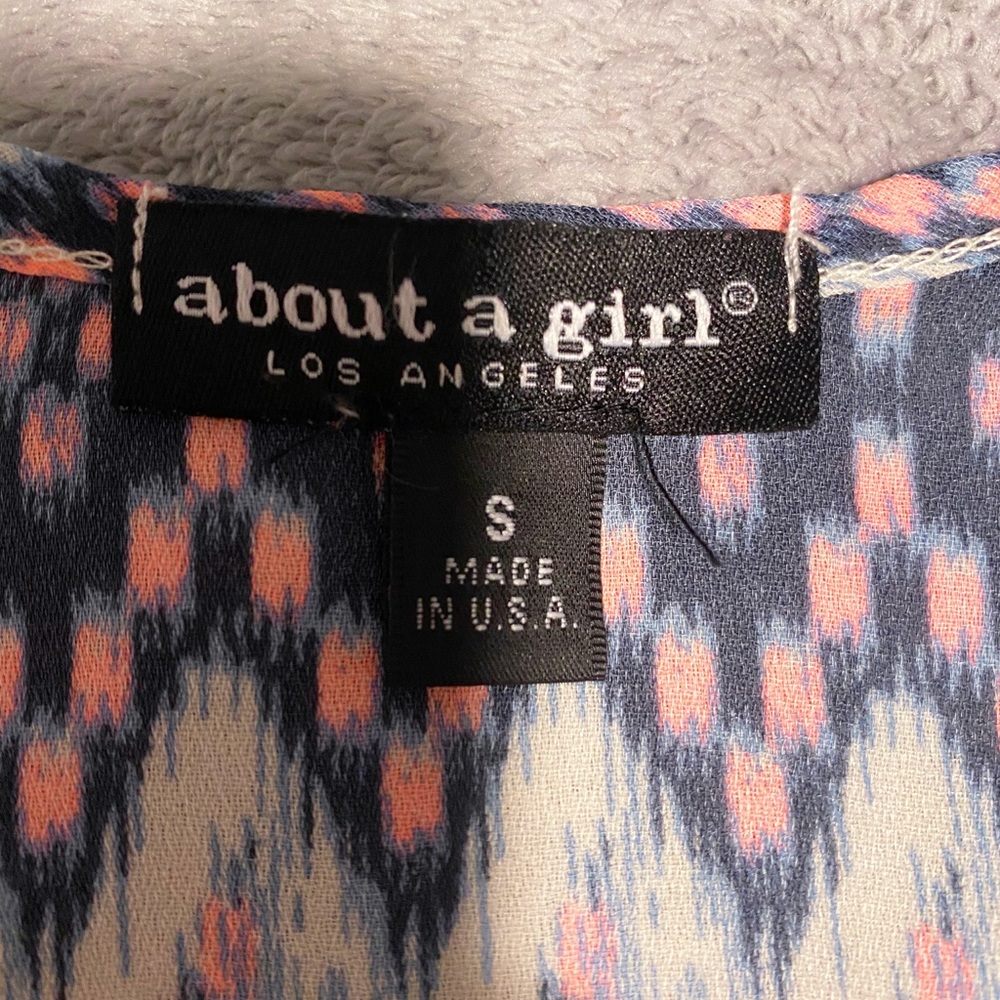 about a girl®
LOS ANGELES
S
MADE
IN U.S.A.